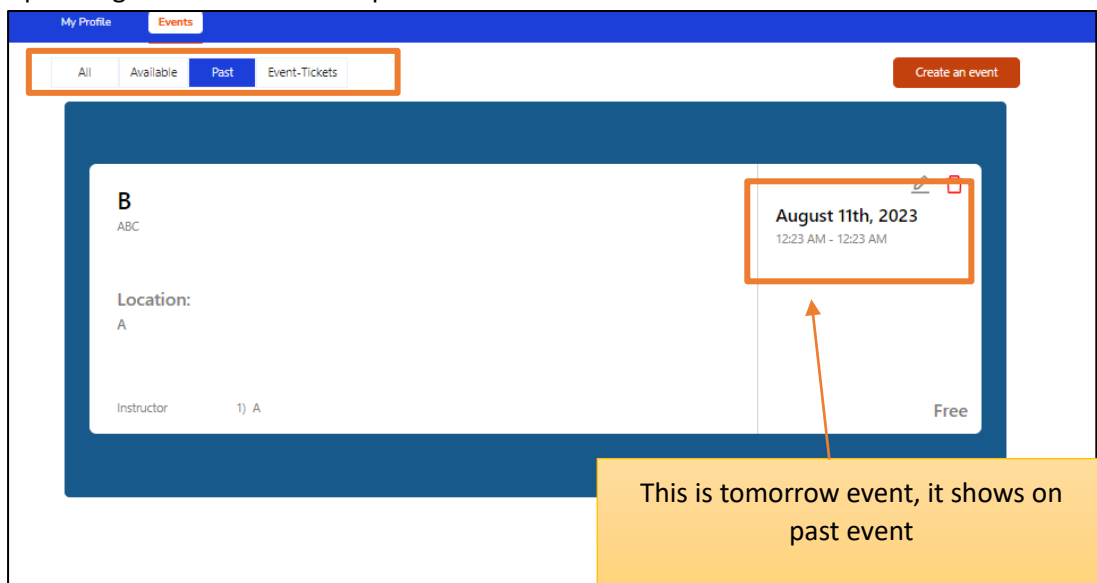 My Profile Events
All Available Past Event-Tickets Create an event
B
ABC
August 11th, 2023
12:23 AM - 12:23 AM
Location:
A
Instructor 1) A
Free
This is tomorrow event, it shows on
past event